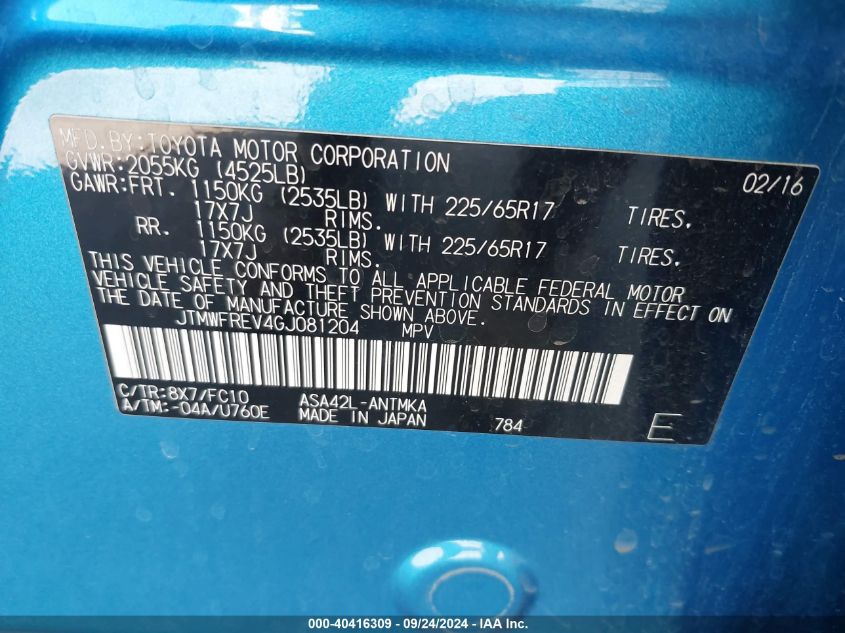 MFD.BY:TOYOTA MOTOR CORPORATION 02/16
GVWR:2055KG (4525LB)
GAWR:FRT. 1150KG (2535LB) WITH 225/65R17 TIRES,
17X7J RIMS.
RR. 1150KG (2535LB) WITH 225/65R17 TIRES,
17X7J RIMS.
THIS VEHICLE CONFORMS TO ALL APPLICABLE FEDERAL MOTOR
VEHICLE SAFETY AND THEFT PREVENTION STANDARDS IN EFFECT ON
THE DATE OF MANUFACTURE SHOWN ABOVE.
JTMWFREV4GJ081204 MPV
C/TR:8X7/FC10 ASA42L-ANTMKA
A/TM:-04A/U760E MADE IN JAPAN 784 E
000-40416309 - 09/24/2024 - IAAI.com.